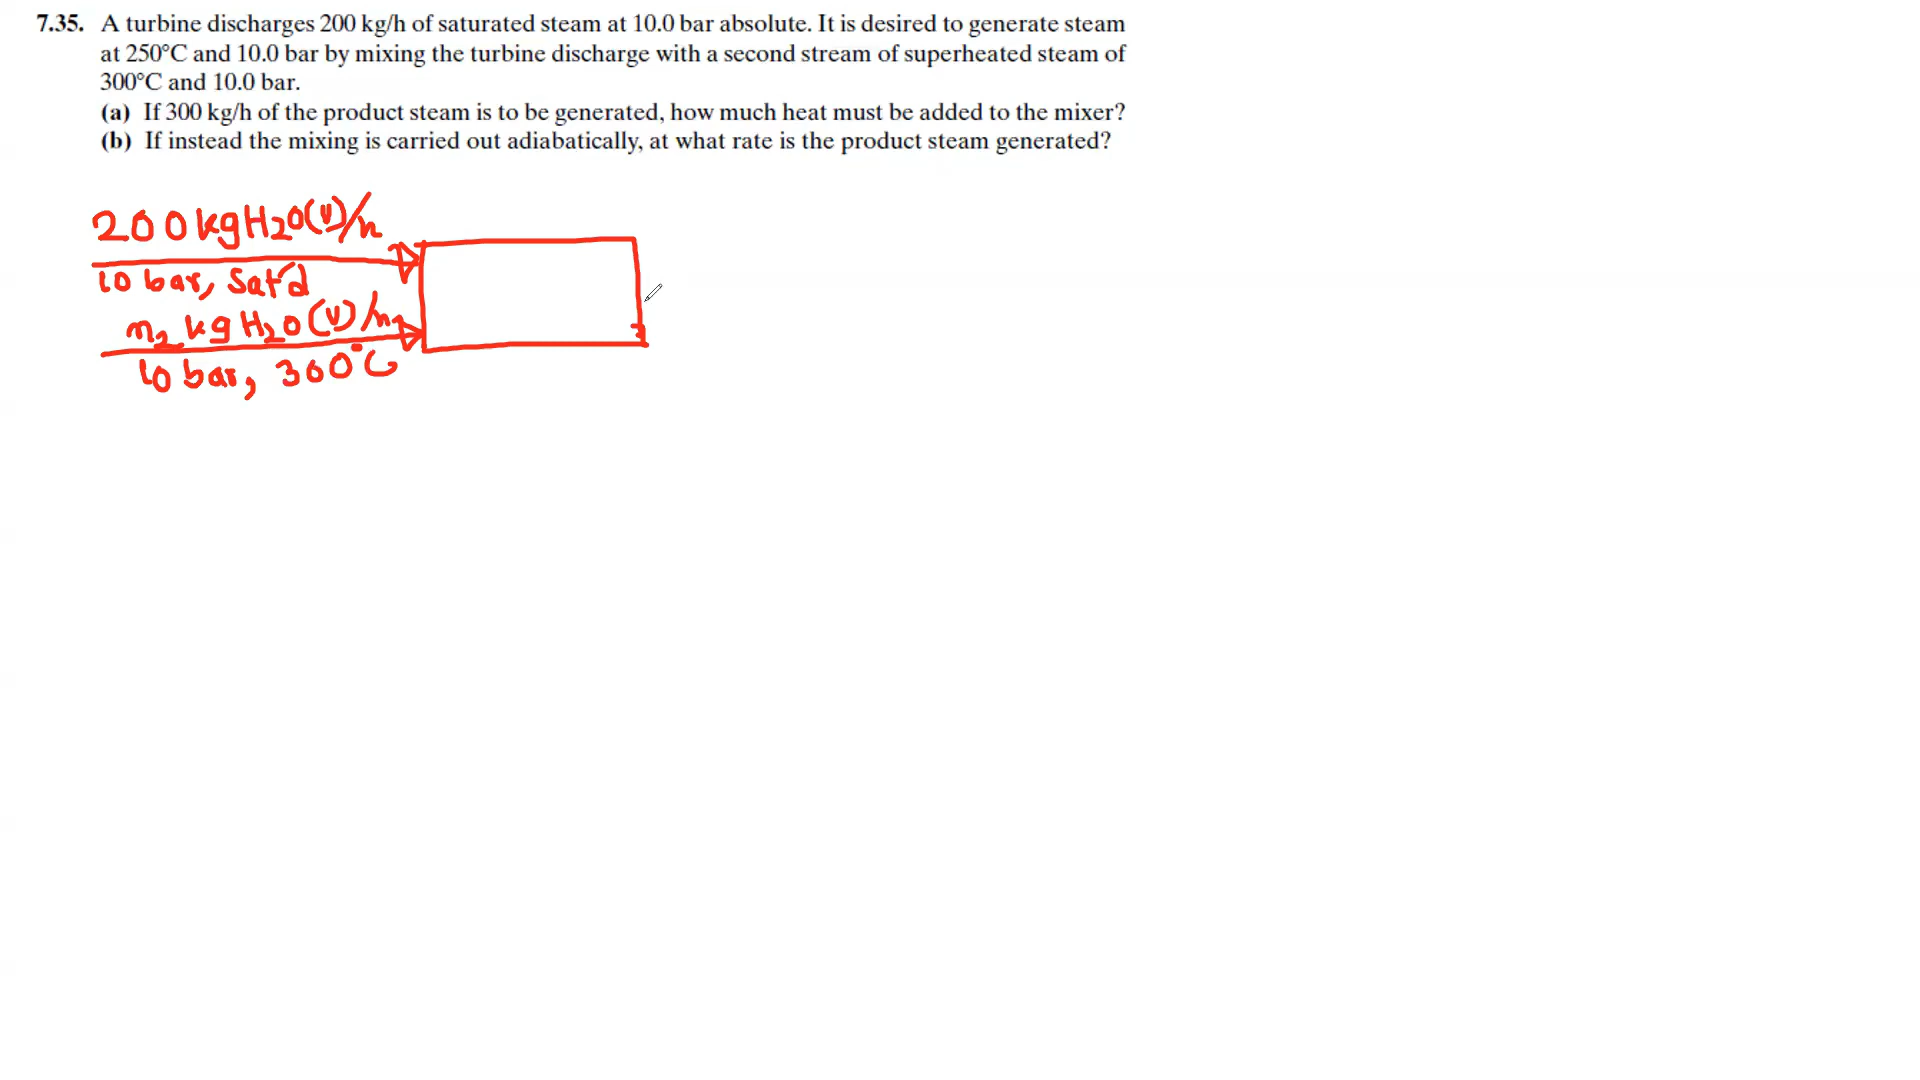 7.35. A turbine discharges 200 kg/h of saturated steam at 10.0 bar absolute. It is desired to generate steam
at 250°C and 10.0 bar by mixing the turbine discharge with a second stream of superheated steam of
300°C and 10.0 bar.
(a) If 300 kg/h of the product steam is to be generated, how much heat must be added to the mixer?
(b) If instead the mixing is carried out adiabatically, at what rate is the product steam generated?
200 kg H2O(v)/h
10 bar, Sat'd
m2 kg H2O(v)/h
10 bar, 300°C